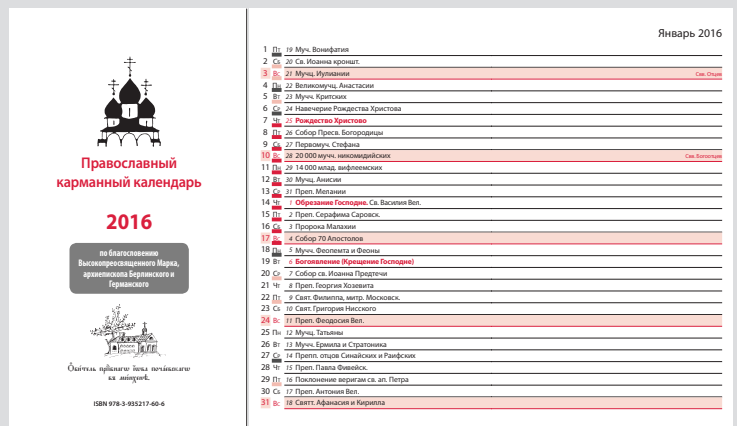 Православный
карманный календарь
2016
по благословению
Высокопреосвященного Марка,
архиепископа Берлинского и
Германского
въ
ISBN 978-3-935217-60-6
Январь 2016
1 Пт 19 Муч. Вонифатия
2 Сб 20 Св. Иоанна кроншт.
3 Вс 21 Мучц. Иулиании Свв. Отцев
4 Пн 22 Великомучц. Анастасии
5 Вт 23 Мучч. Критских
6 Ср 24 Навечерие Рождества Христова
7 Чт 25 Рождество Христово
8 Пт 26 Собор Пресв. Богородицы
9 Сб 27 Первомуч. Стефана
10 Вс 28 20 000 мучч. никомидийских Свв. Богоотцев
11 Пн 29 14 000 млад. вифлеемских
12 Вт 30 Мучц. Анисии
13 Ср 31 Преп. Мелании
14 Чт 1 Обрезание Господне. Св. Василия Вел.
15 Пт 2 Преп. Серафима Саровск.
16 Сб 3 Пророка Малахии
17 Вс 4 Собор 70 Апостолов
18 Пн 5 Мучч. Феопемта и Феоны
19 Вт 6 Богоявление (Крещение Господне)
20 Ср 7 Собор св. Иоанна Предтечи
21 Чт 8 Преп. Георгия Хозевита
22 Пт 9 Свят. Филиппа, митр. Московск.
23 Сб 10 Свят. Григория Нисского
24 Вс 11 Преп. Феодосия Вел.
25 Пн 12 Мучц. Татьяны
26 Вт 13 Мучч. Ермила и Стратоника
27 Ср 14 Препп. отцов Синайских и Раифских
28 Чт 15 Преп. Павла Фивейск.
29 Пт 16 Поклонение веригам св. ап. Петра
30 Сб 17 Преп. Антония Вел.
31 Вс 18 Святт. Афанасия и Кирилла